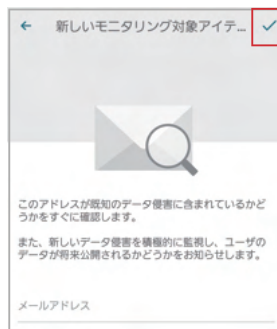 ← 新しいモニタリング対象アイテ... ✓
このアドレスが既知のデータ侵害に含まれているかど
うかをすぐに確認します。
また、新しいデータ侵害を積極的に監視し、ユーザの
データが将来公開されるかどうかをお知らせします。
メールアドレス